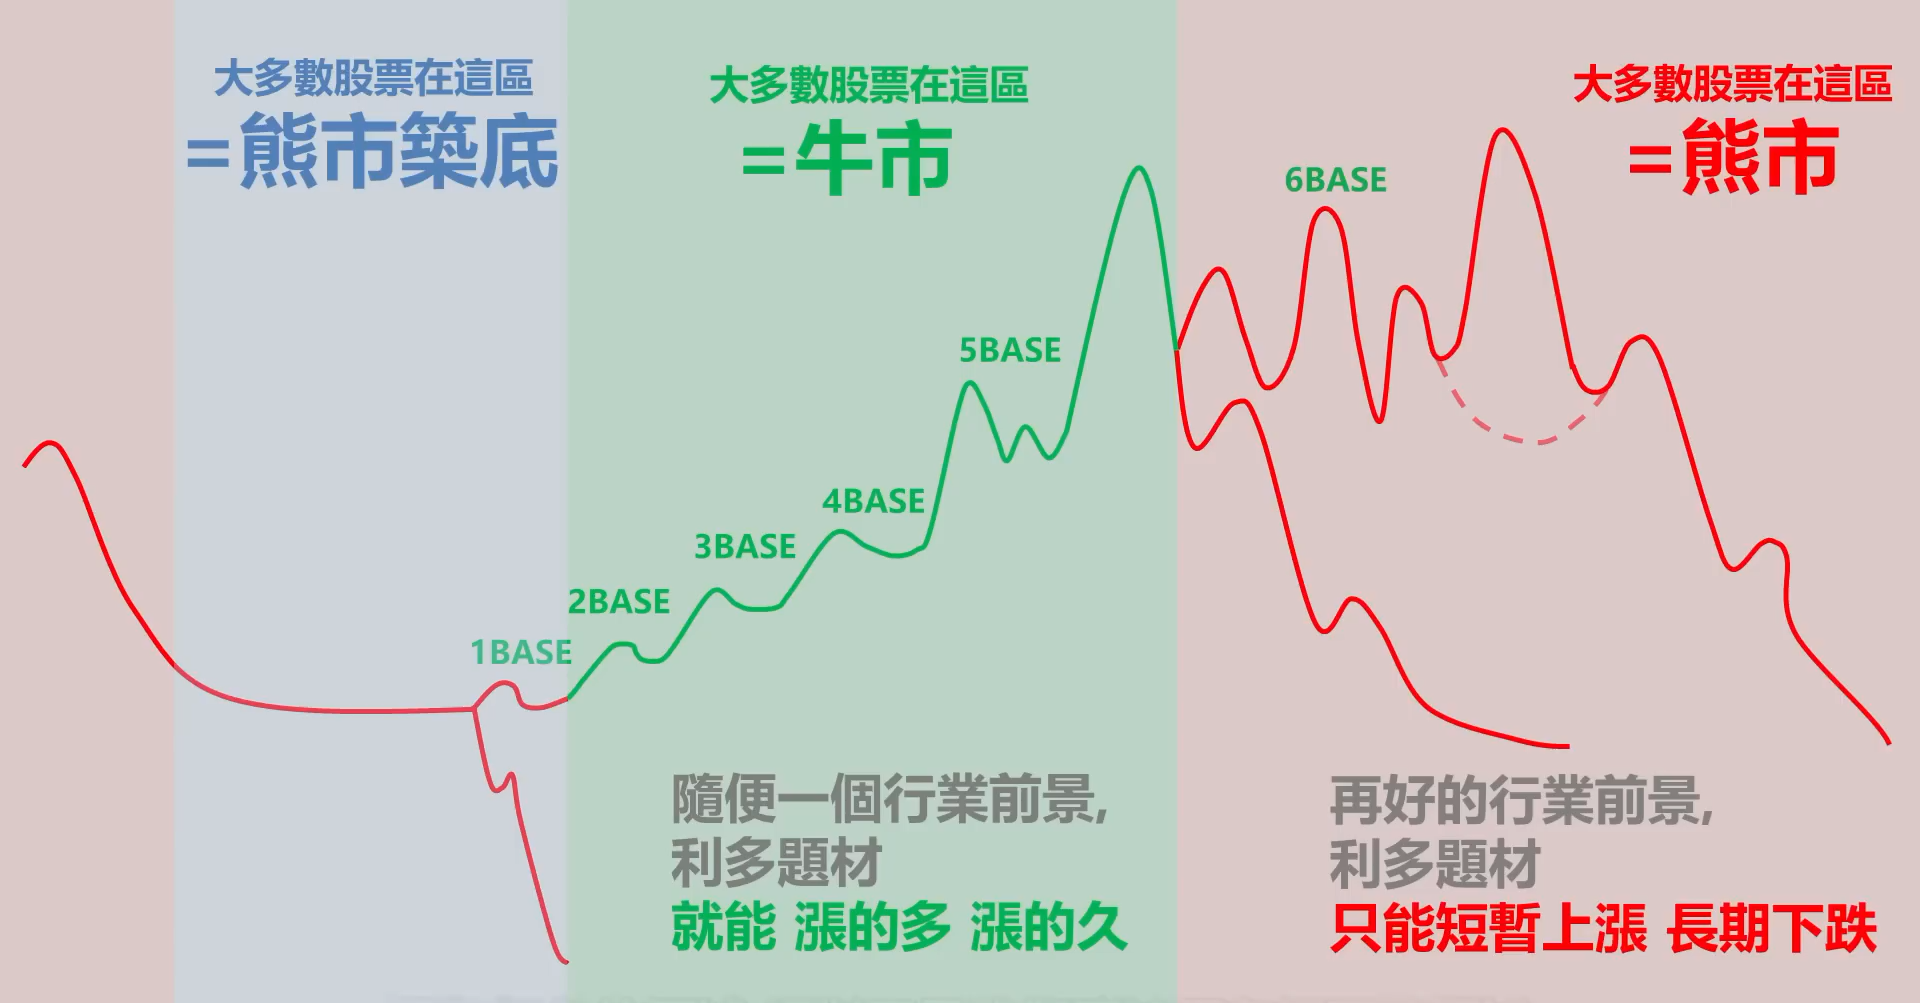 大多數股票在這區
=熊市築底
大多數股票在這區
=牛市
大多數股票在這區
=熊市
6BASE
5BASE
4BASE
3BASE
2BASE
1BASE
隨便一個行業前景,
利多題材
就能 漲的多 漲的久
再好的行業前景,
利多題材
只能短暫上漲 長期下跌